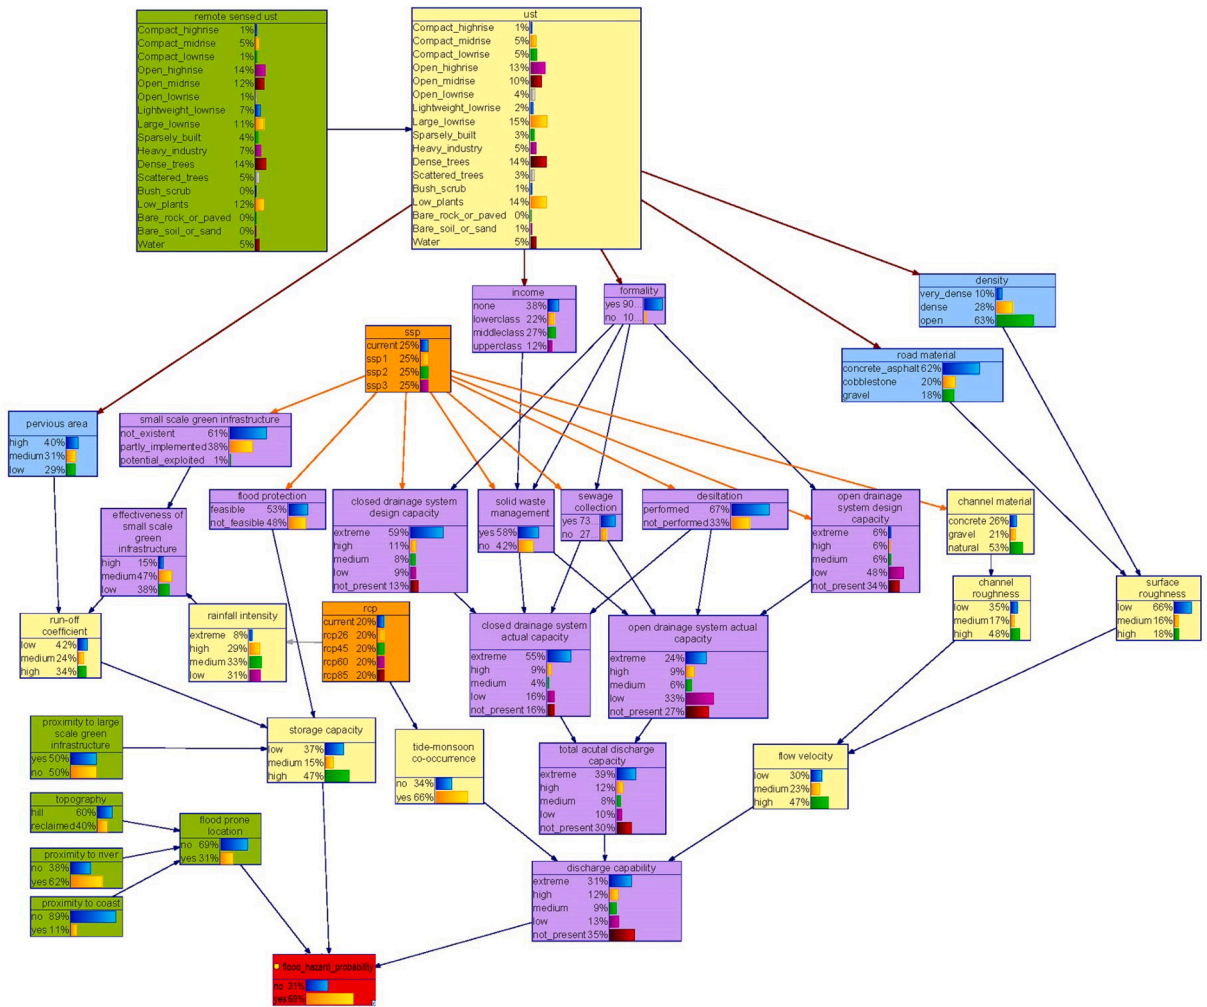 remote sensed ust
Compact_highrise 1%
Compact_midrise 5%
Compact_lowrise 1%
Open_highrise 14%
Open_midrise 12%
Open_lowrise 1%
Lightweight_lowrise 7%
Large_lowrise 11%
Sparsely_built 4%
Heavy_industry 7%
Dense_trees 14%
Scattered_trees 5%
Bush_scrub 0%
Low_plants 12%
Bare_rock_or_paved 0%
Bare_soil_or_sand 0%
Water 5%
ust
Compact_highrise 1%
Compact_midrise 5%
Compact_lowrise 5%
Open_highrise 13%
Open_midrise 10%
Open_lowrise 4%
Lightweight_lowrise 2%
Large_lowrise 15%
Sparsely_built 3%
Heavy_industry 5%
Dense_trees 14%
Scattered_trees 3%
Bush_scrub 1%
Low_plants 14%
Bare_rock_or_paved 0%
Bare_soil_or_sand 1%
Water 5%
income
none 38%
lowerclass 22%
middleclass 27%
upperclass 12%
formality
yes 90...
no 10...
density
very_dense 10%
dense 28%
open 63%
ssp
current 25%
ssp1 25%
ssp2 25%
ssp3 25%
road material
concrete_asphalt 62%
cobblestone 20%
gravel 18%
pervious area
high 40%
medium 31%
low 29%
small scale green infrastructure
not_existent 61%
partly_implemented 38%
potential_exploited 1%
effectiveness of
small scale
green
infrastructure
high 15%
medium 47%
low 38%
flood protection
feasible 53%
not_feasible 48%
closed drainage system
design capacity
extreme 59%
high 11%
medium 8%
low 9%
not_present 13%
solid waste
management
yes 58%
no 42%
sewage
collection
yes 73...
no 27...
desiltation
performed 67%
not_performed 33%
open drainage
system design
capacity
extreme 6%
high 6%
medium 6%
low 48%
not_present 34%
channel material
concrete 26%
gravel 21%
natural 53%
run-off
coefficient
low 42%
medium 24%
high 34%
rainfall intensity
extreme 8%
high 29%
medium 33%
low 31%
rcp
current 20%
rcp26 20%
rcp45 20%
rcp60 20%
rcp85 20%
closed drainage system
actual capacity
extreme 55%
high 9%
medium 4%
low 16%
not_present 16%
open drainage system actual
capacity
extreme 24%
high 9%
medium 6%
low 33%
not_present 27%
channel
roughness
low 35%
medium 17%
high 48%
surface
roughness
low 66%
medium 16%
high 18%
proximity to large
scale green
infrastructure
yes 50%
no 50%
storage capacity
low 37%
medium 15%
high 47%
tide-monsoon
co-occurrence
no 34%
yes 66%
total acutal discharge
capacity
extreme 39%
high 12%
medium 8%
low 10%
not_present 30%
flow velocity
low 30%
medium 23%
high 47%
topography
hill 60%
reclaimed 40%
flood prone
location
no 69%
yes 31%
proximity to river
no 38%
yes 62%
proximity to coast
no 89%
yes 11%
discharge capability
extreme 31%
high 12%
medium 9%
low 13%
not_present 35%
flood_hazard_probability
no 31%
yes 69%